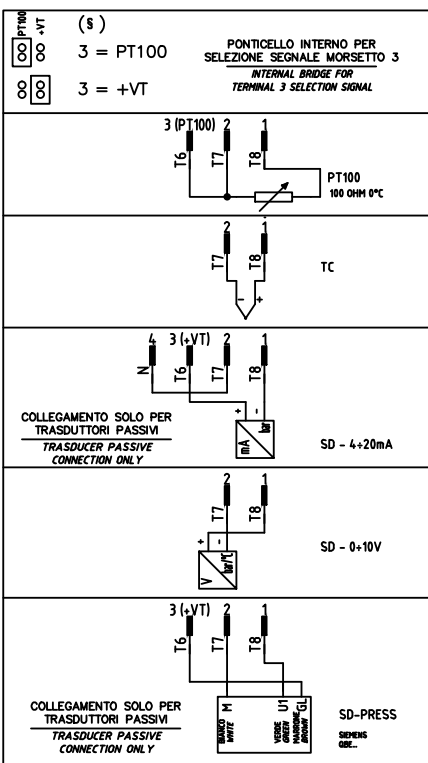 PT100
+VT
(§)
3 = PT100
3 = +VT
PONTICELLO INTERNO PER
SELEZIONE SEGNALE MORSETTO 3
INTERNAL BRIDGE FOR
TERMINAL 3 SELECTION SIGNAL
3 (PT100) 2 1
T6 T7 T8
PT100
100 OHM 0°C
2 1
T7 T8
- +
TC
4 3 (+VT) 2 1
N T6 T7 T8
+ -
mA bar
COLLEGAMENTO SOLO PER
TRASDUTTORI PASSIVI
TRASDUCER PASSIVE
CONNECTION ONLY
SD - 4÷20mA
2 1
T7 T8
+ -
V bar/°C
SD - 0÷10V
3 (+VT) 2 1
T6 T7 T8
M U1 GL
BIANCO
WHITE
VERDE
GREEN
MARRONE
BROWN
COLLEGAMENTO SOLO PER
TRASDUTTORI PASSIVI
TRASDUCER PASSIVE
CONNECTION ONLY
SD-PRESS
SIEMENS
QBE...